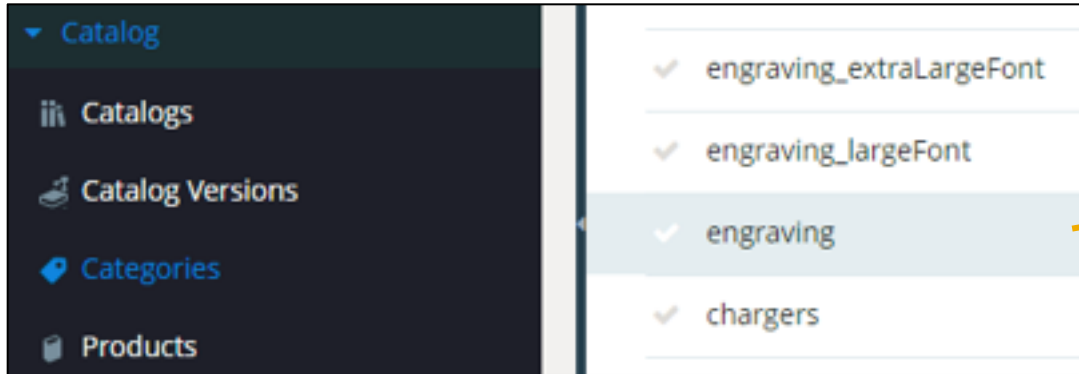 Catalog
Catalogs
Catalog Versions
Categories
Products
engraving_extraLargeFont
engraving_largeFont
engraving
chargers